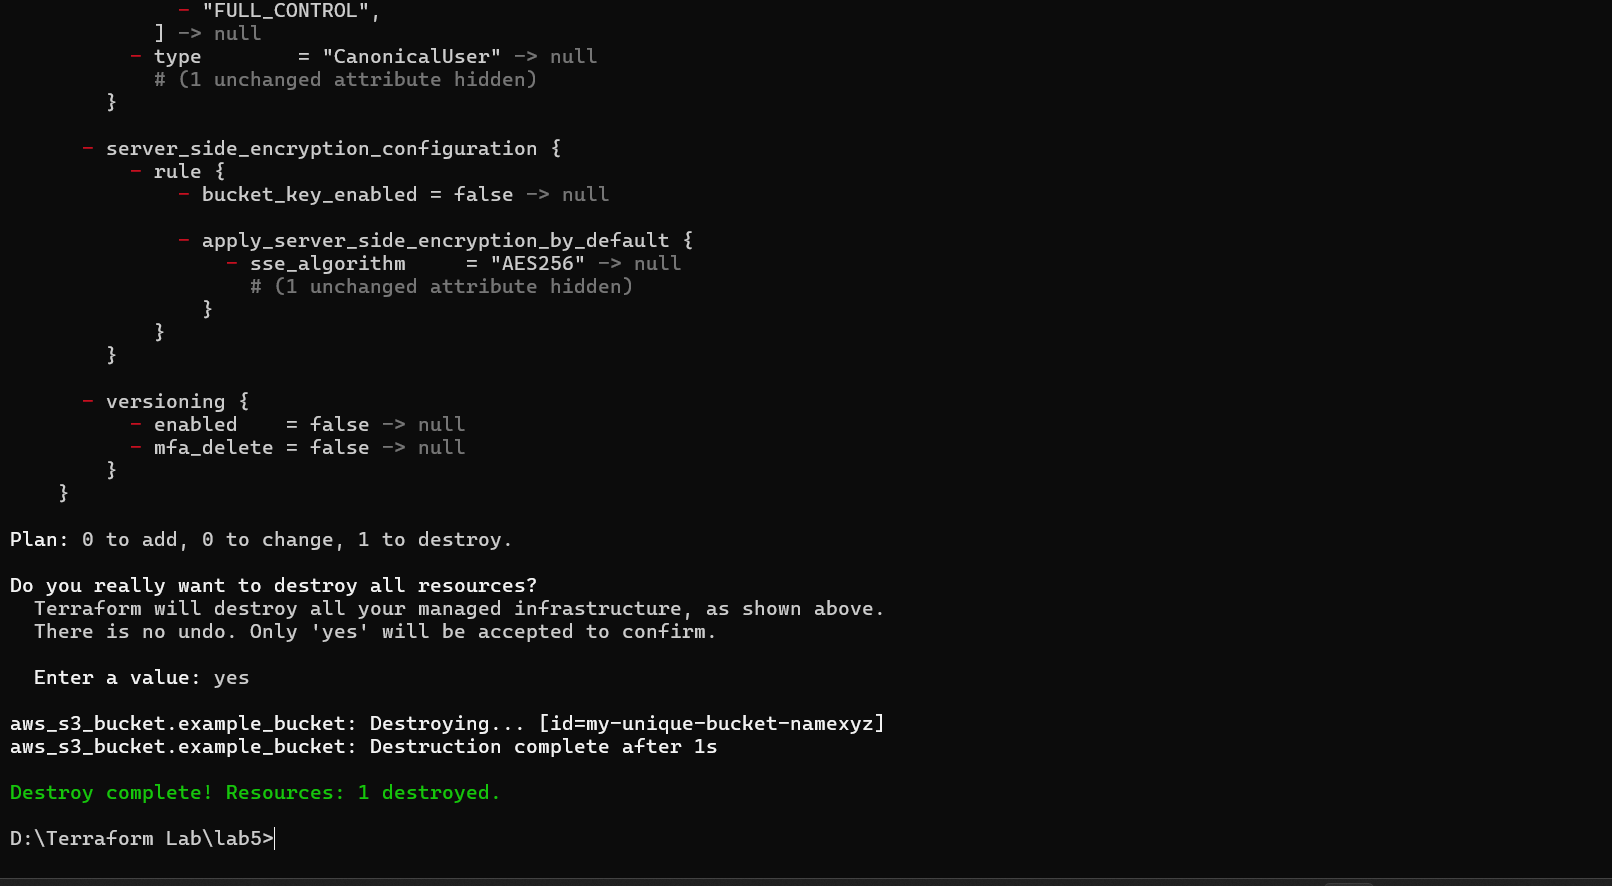 - "FULL_CONTROL",
] -> null
- type        = "CanonicalUser" -> null
# (1 unchanged attribute hidden)
}
- server_side_encryption_configuration {
- rule {
- bucket_key_enabled = false -> null
- apply_server_side_encryption_by_default {
- sse_algorithm     = "AES256" -> null
# (1 unchanged attribute hidden)
}
}
}
- versioning {
- enabled    = false -> null
- mfa_delete = false -> null
}
}
Plan: 0 to add, 0 to change, 1 to destroy.
Do you really want to destroy all resources?
Terraform will destroy all your managed infrastructure, as shown above.
There is no undo. Only 'yes' will be accepted to confirm.
Enter a value: yes
aws_s3_bucket.example_bucket: Destroying... [id=my-unique-bucket-namexyz]
aws_s3_bucket.example_bucket: Destruction complete after 1s
Destroy complete! Resources: 1 destroyed.
D:\Terraform Lab\lab5>